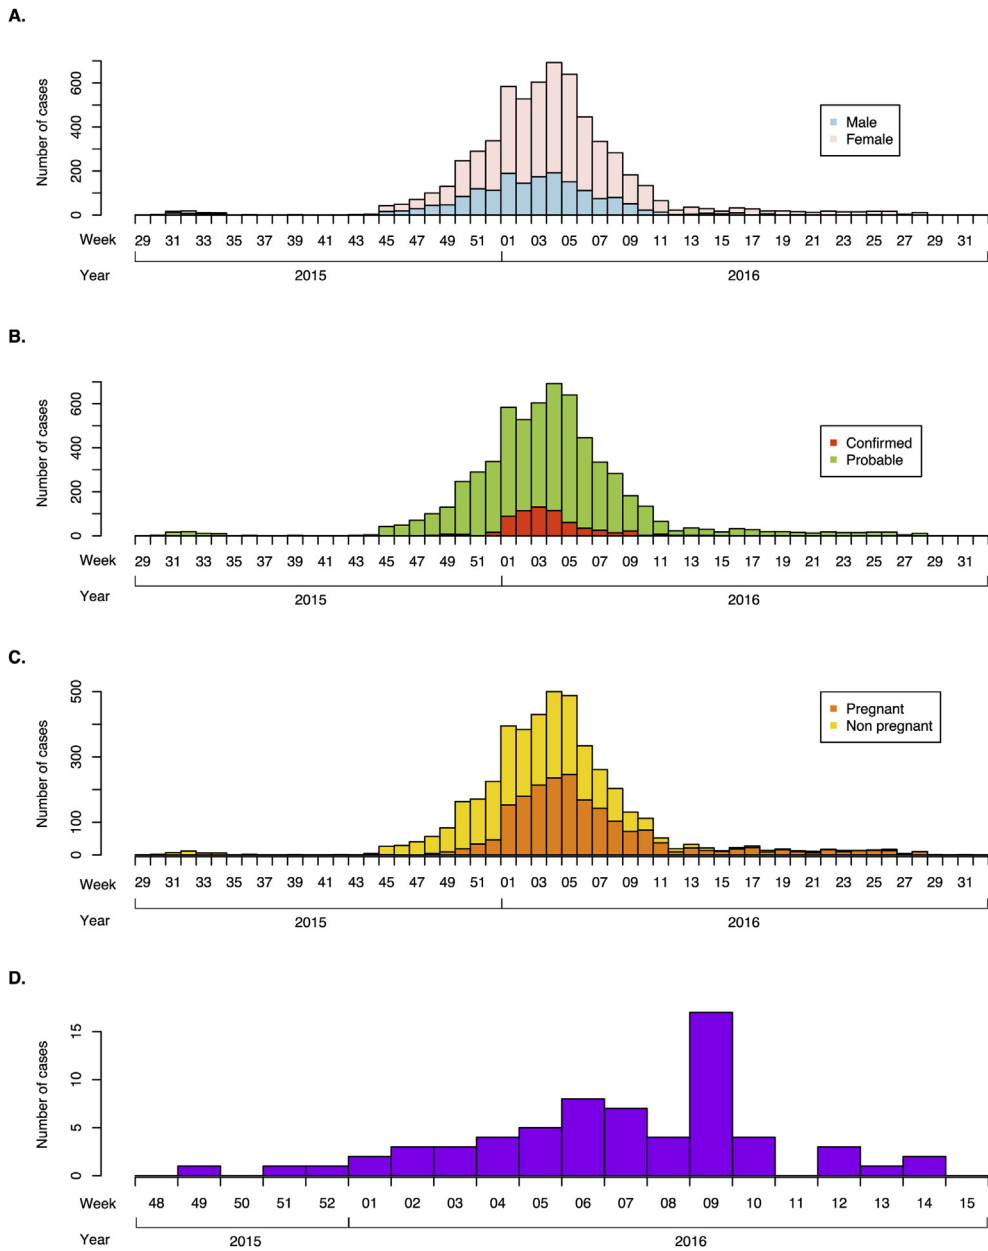 A.
Number of cases
600
400
200
0
Male
Female
Week 29 31 33 35 37 39 41 43 45 47 49 51 01 03 05 07 09 11 13 15 17 19 21 23 25 27 29 31
Year 2015 2016
B.
Number of cases
600
400
200
0
Confirmed
Probable
Week 29 31 33 35 37 39 41 43 45 47 49 51 01 03 05 07 09 11 13 15 17 19 21 23 25 27 29 31
Year 2015 2016
C.
Number of cases
500
300
100
0
Pregnant
Non pregnant
Week 29 31 33 35 37 39 41 43 45 47 49 51 01 03 05 07 09 11 13 15 17 19 21 23 25 27 29 31
Year 2015 2016
D.
Number of cases
15
10
5
0
Week 48 49 50 51 52 01 02 03 04 05 06 07 08 09 10 11 12 13 14 15
Year 2015 2016